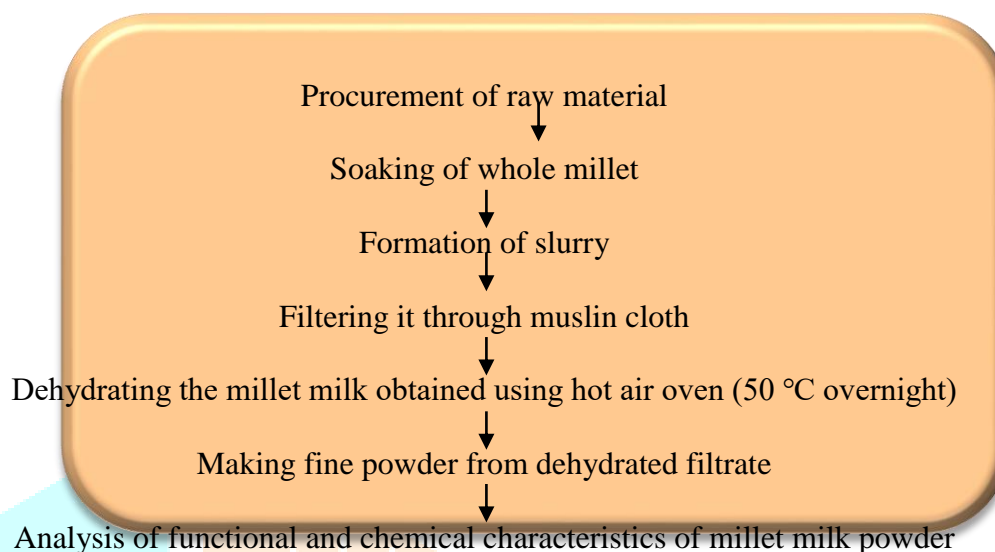 Procurement of raw material
Soaking of whole millet
Formation of slurry
Filtering it through muslin cloth
Dehydrating the millet milk obtained using hot air oven (50 °C overnight)
Making fine powder from dehydrated filtrate
Analysis of functional and chemical characteristics of millet milk powder